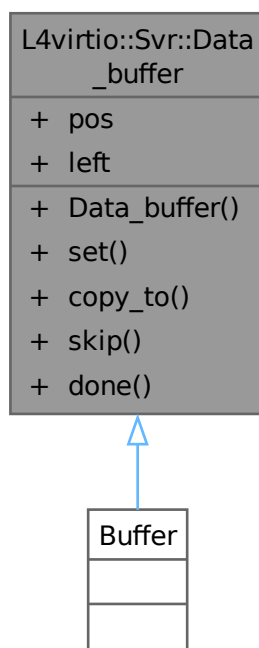 L4virtio::Svr::Data
_buffer
+ pos
+ left
+ Data_buffer()
+ set()
+ copy_to()
+ skip()
+ done()
Buffer